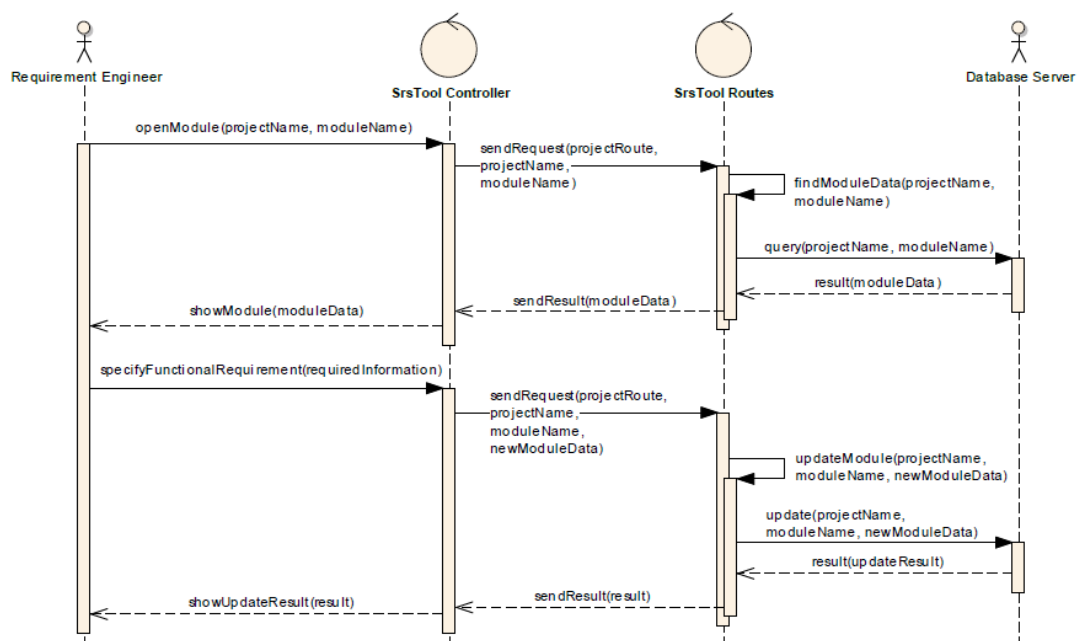 Requirement Engineer
SrsTool Controller
SrsTool Routes
Database Server
openModule(projectName, moduleName)
sendRequest(projectRoute,
projectName,
moduleName)
findModuleData(projectName,
moduleName)
query(projectName, moduleName)
result(moduleData)
sendResult(moduleData)
showModule(moduleData)
specifyFunctionalRequirement(requiredInformation)
sendRequest(projectRoute,
projectName,
moduleName,
newModuleData)
updateModule(projectName,
moduleName, newModuleData)
update(projectName,
moduleName, newModuleData)
result(updateResult)
sendResult(result)
showUpdateResult(result)